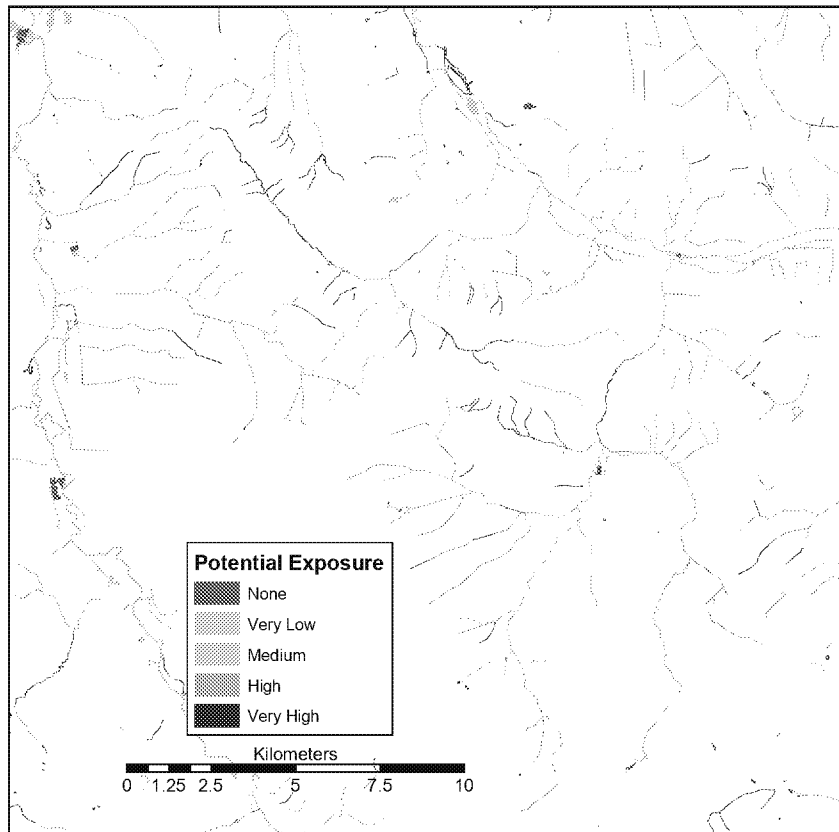 Potential Exposure
None
Very Low
Medium
High
Very High
Kilometers
0 1.25 2.5 5 7.5 10